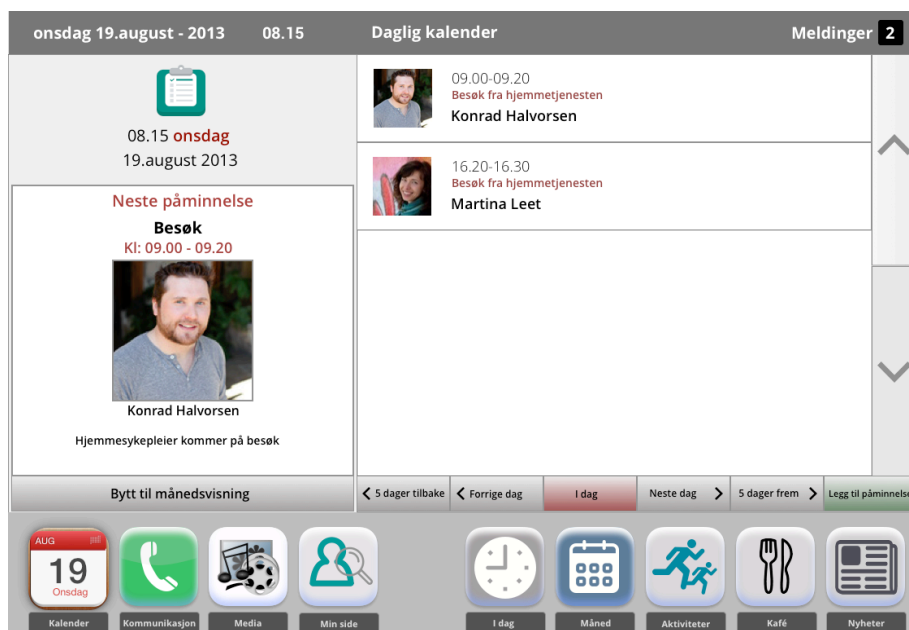 onsdag 19.august - 2013 08.15 Daglig kalender Meldinger 2
08.15 onsdag
19.august 2013
Neste påminnelse
Besøk
Kl: 09.00 - 09.20
Konrad Halvorsen
Hjemmesykepleier kommer på besøk
Bytt til månedsvisning
09.00-09.20
Besøk fra hjemmetjenesten
Konrad Halvorsen
16.20-16.30
Besøk fra hjemmetjenesten
Martina Leet
5 dager tilbake Forrige dag I dag Neste dag 5 dager frem Legg til påminnelse
AUG jul
19
Onsdag
Kalender Kommunikasjon Media Min side I dag Måned Aktiviteter Kafé Nyheter